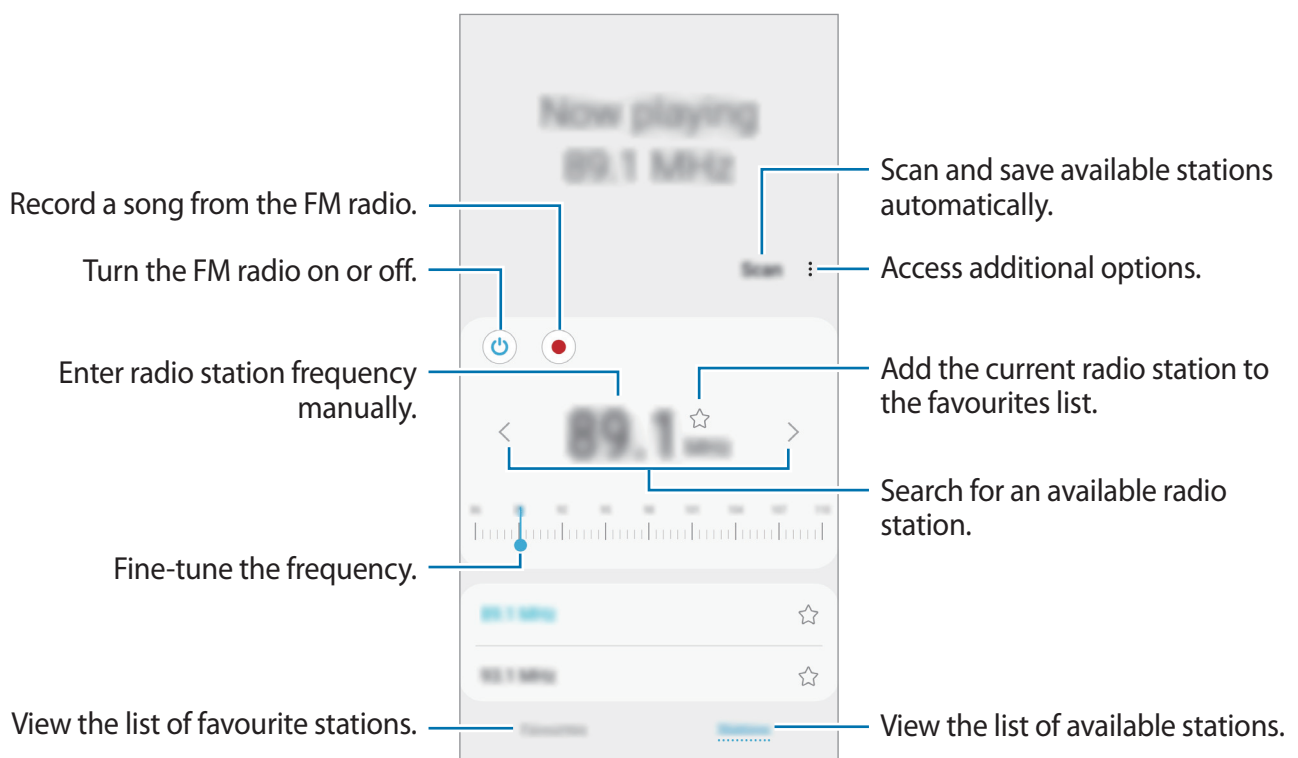 Now playing
89.1 MHz
Scan and save available stations
automatically.
Record a song from the FM radio.
Turn the FM radio on or off.
Scan
Access additional options.
Enter radio station frequency
manually.
Add the current radio station to
the favourites list.
89.1 MHz
Search for an available radio
station.
Fine-tune the frequency.
89.1 MHz
93.1 MHz
View the list of favourite stations.
Favourites
Stations
View the list of available stations.